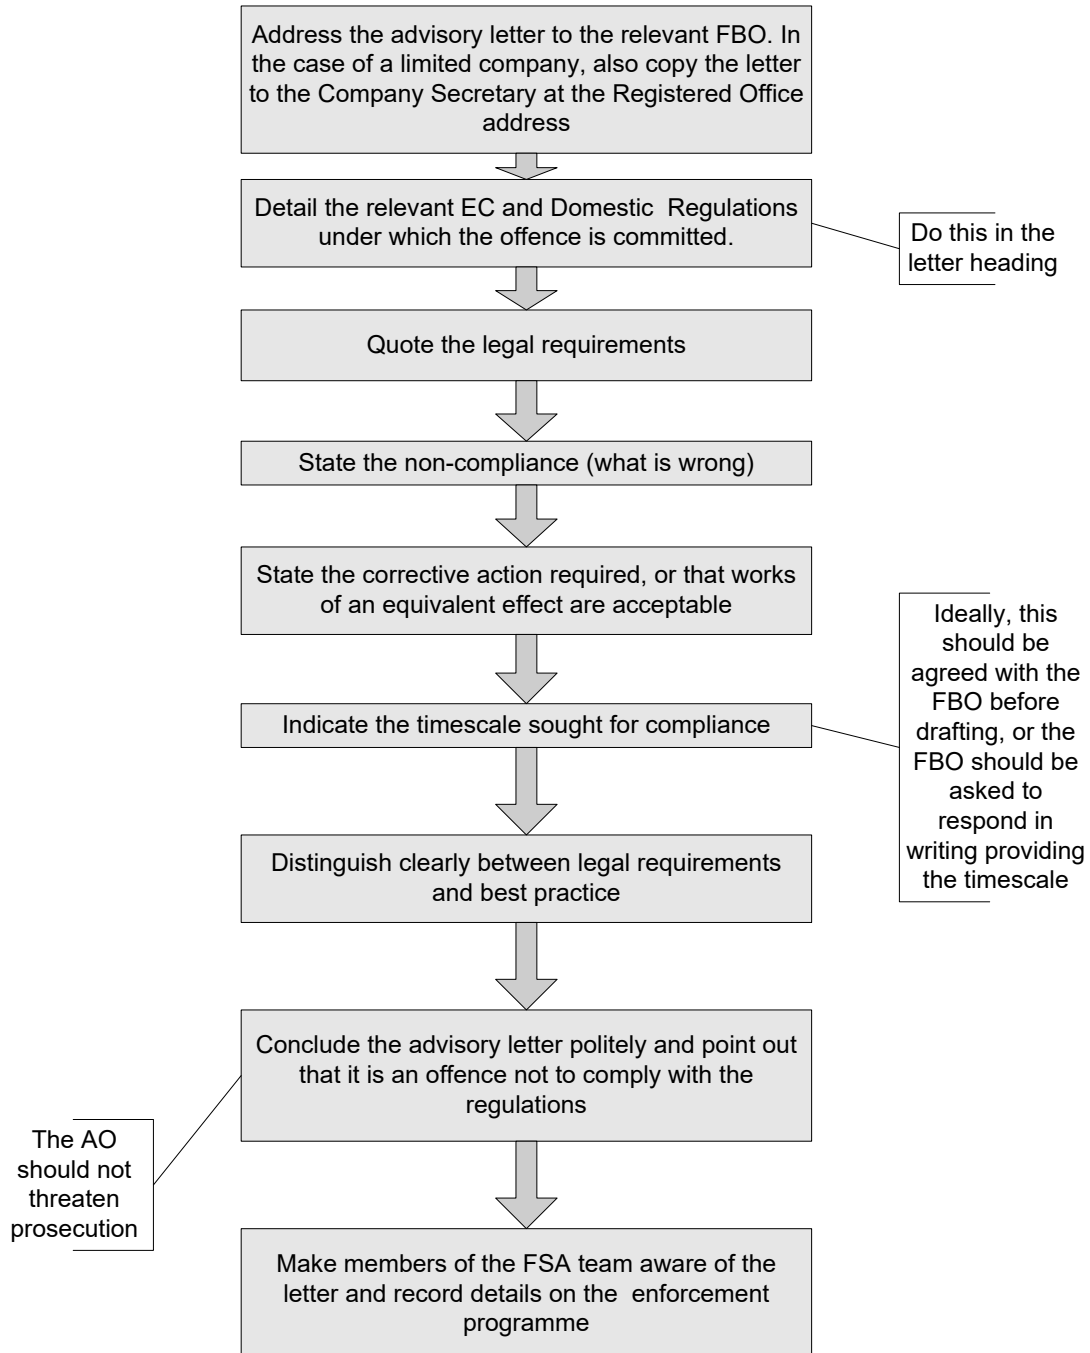 Address the advisory letter to the relevant FBO. In
the case of a limited company, also copy the letter
to the Company Secretary at the Registered Office
address
Detail the relevant EC and Domestic  Regulations
under which the offence is committed.
Do this in the
letter heading
Quote the legal requirements
State the non-compliance (what is wrong)
State the corrective action required, or that works
of an equivalent effect are acceptable
Indicate the timescale sought for compliance
Ideally, this
should be
agreed with the
FBO before
drafting, or the
FBO should be
asked to
respond in
writing providing
the timescale
Distinguish clearly between legal requirements
and best practice
Conclude the advisory letter politely and point out
that it is an offence not to comply with the
regulations
The AO
should not
threaten
prosecution
Make members of the FSA team aware of the
letter and record details on the  enforcement
programme